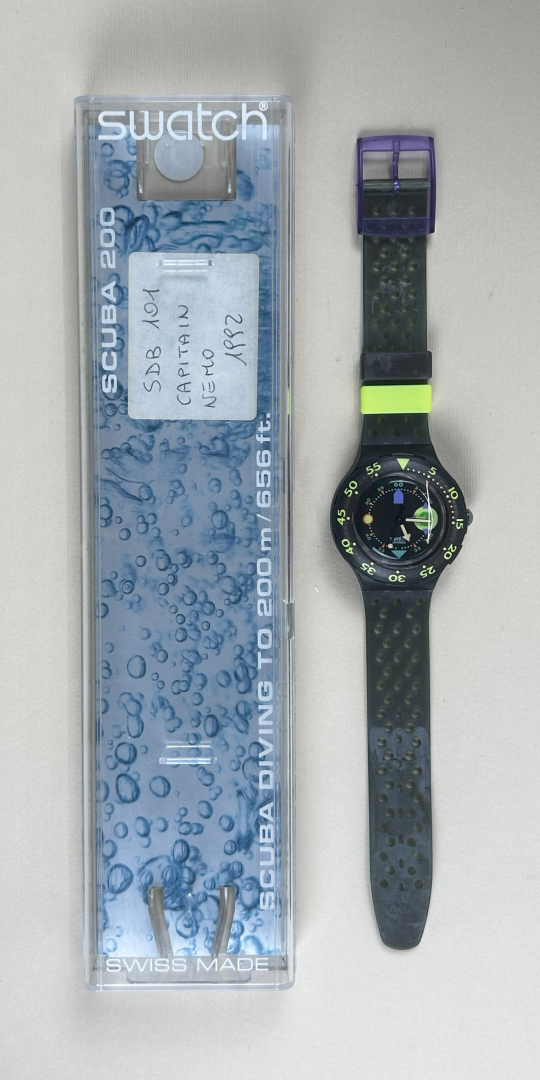 swatch®
SCUBA 200
SDB 101
CAPITAIN
NEMO
1992
SCUBA DIVING TO 200 m / 656 ft.
SWISS MADE
5
10
15
20
25
30
35
40
45
50
55
60